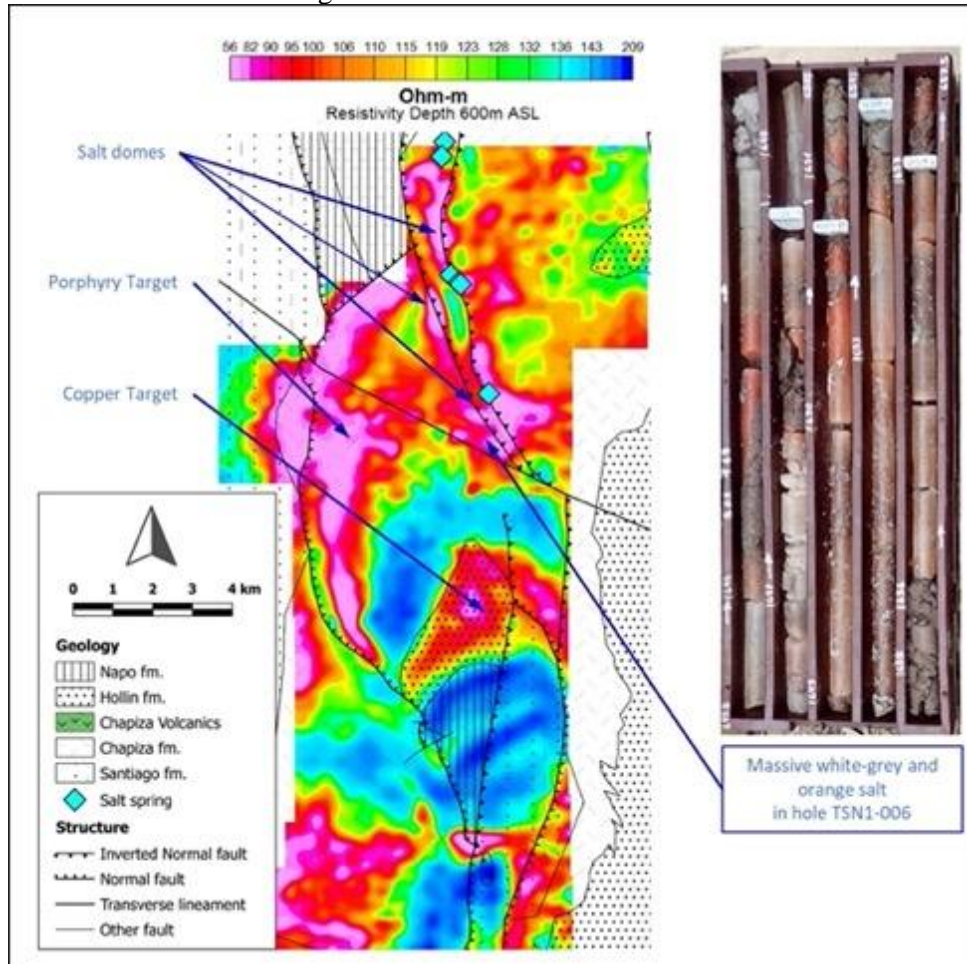 56 82 90 95 100 106 110 115 119 123 128 132 136 143 209
Ohm-m
Resistivity Depth 600m ASL
Salt domes
Porphyry Target
Copper Target
0 1 2 3 4 km
Geology
Napo fm.
Hollin fm.
Chapiza Volcanics
Chapiza fm.
Santiago fm.
Salt spring
Structure
Inverted Normal fault
Normal fault
Transverse lineament
Other fault
Massive white-grey and
orange salt
in hole TSN1-006